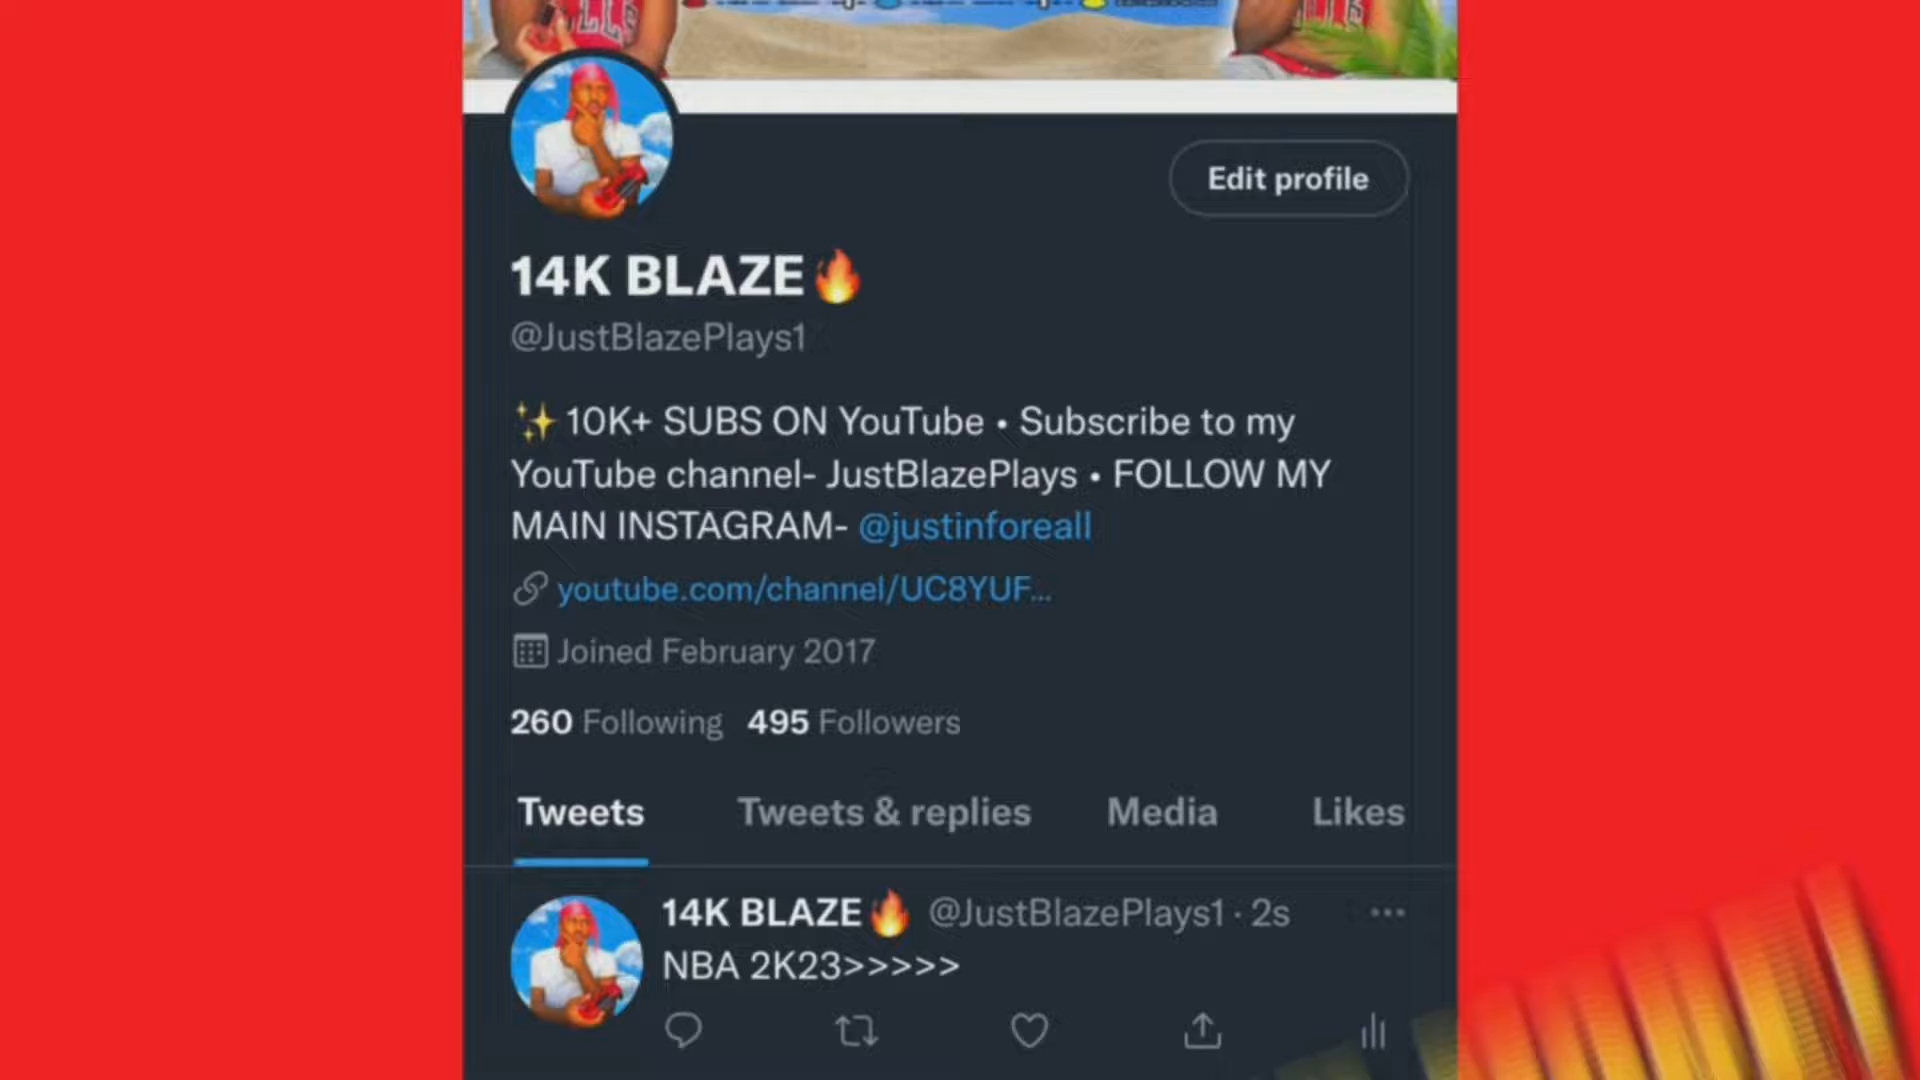 Edit profile
14K BLAZE🔥
@JustBlazePlays1
✨ 10K+ SUBS ON YouTube • Subscribe to my
YouTube channel- JustBlazePlays • FOLLOW MY
MAIN INSTAGRAM- @justinforeall
youtube.com/channel/UC8YUF...
Joined February 2017
260 Following 495 Followers
Tweets Tweets & replies Media Likes
14K BLAZE🔥 @JustBlazePlays1 · 2s
NBA 2K23>>>>>